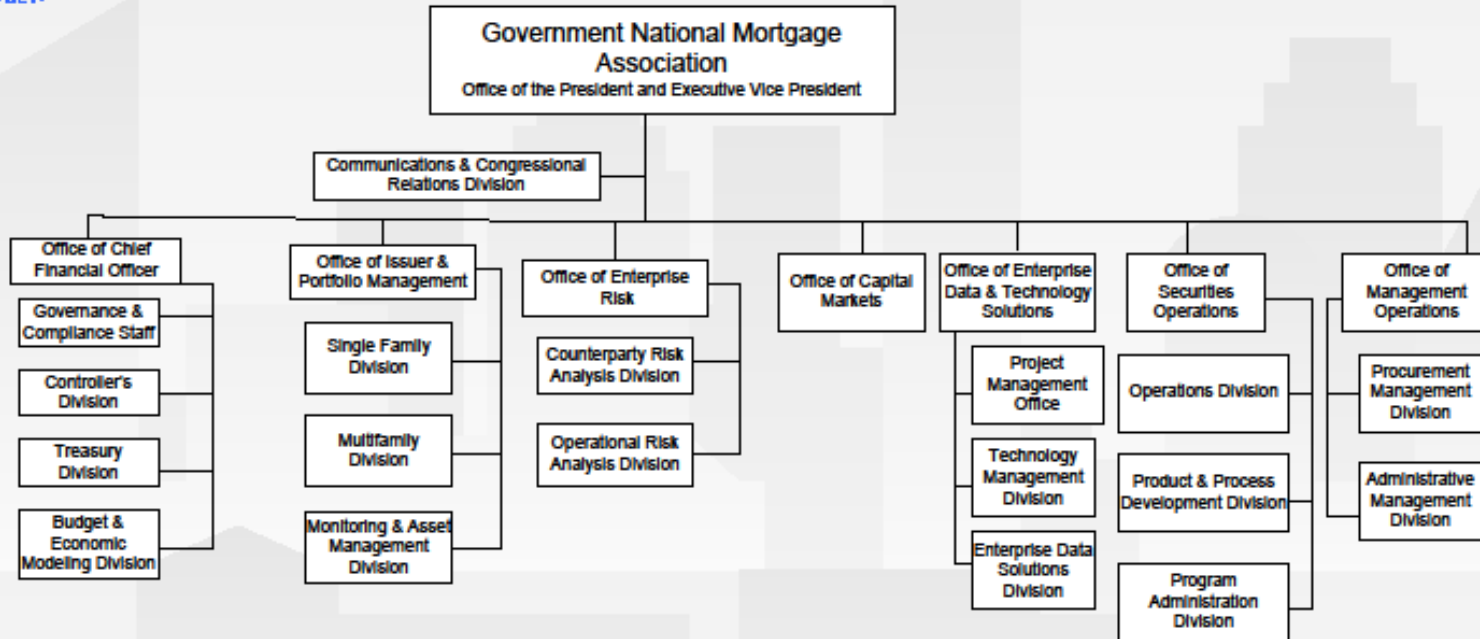 Government National Mortgage
Association
Office of the President and Executive Vice President
Communications & Congressional
Relations Division
Office of Chief
Financial Officer
Governance &
Compliance Staff
Controller's
Division
Treasury
Division
Budget &
Economic
Modeling Division
Office of Issuer &
Portfolio Management
Single Family
Division
Multifamily
Division
Monitoring & Asset
Management
Division
Office of Enterprise
Risk
Counterparty Risk
Analysis Division
Operational Risk
Analysis Division
Office of Capital
Markets
Office of Enterprise
Data & Technology
Solutions
Project
Management
Office
Technology
Management
Division
Enterprise Data
Solutions
Division
Office of
Securities
Operations
Operations Division
Product & Process
Development Division
Program
Administration
Division
Office of
Management
Operations
Procurement
Management
Division
Administrative
Management
Division